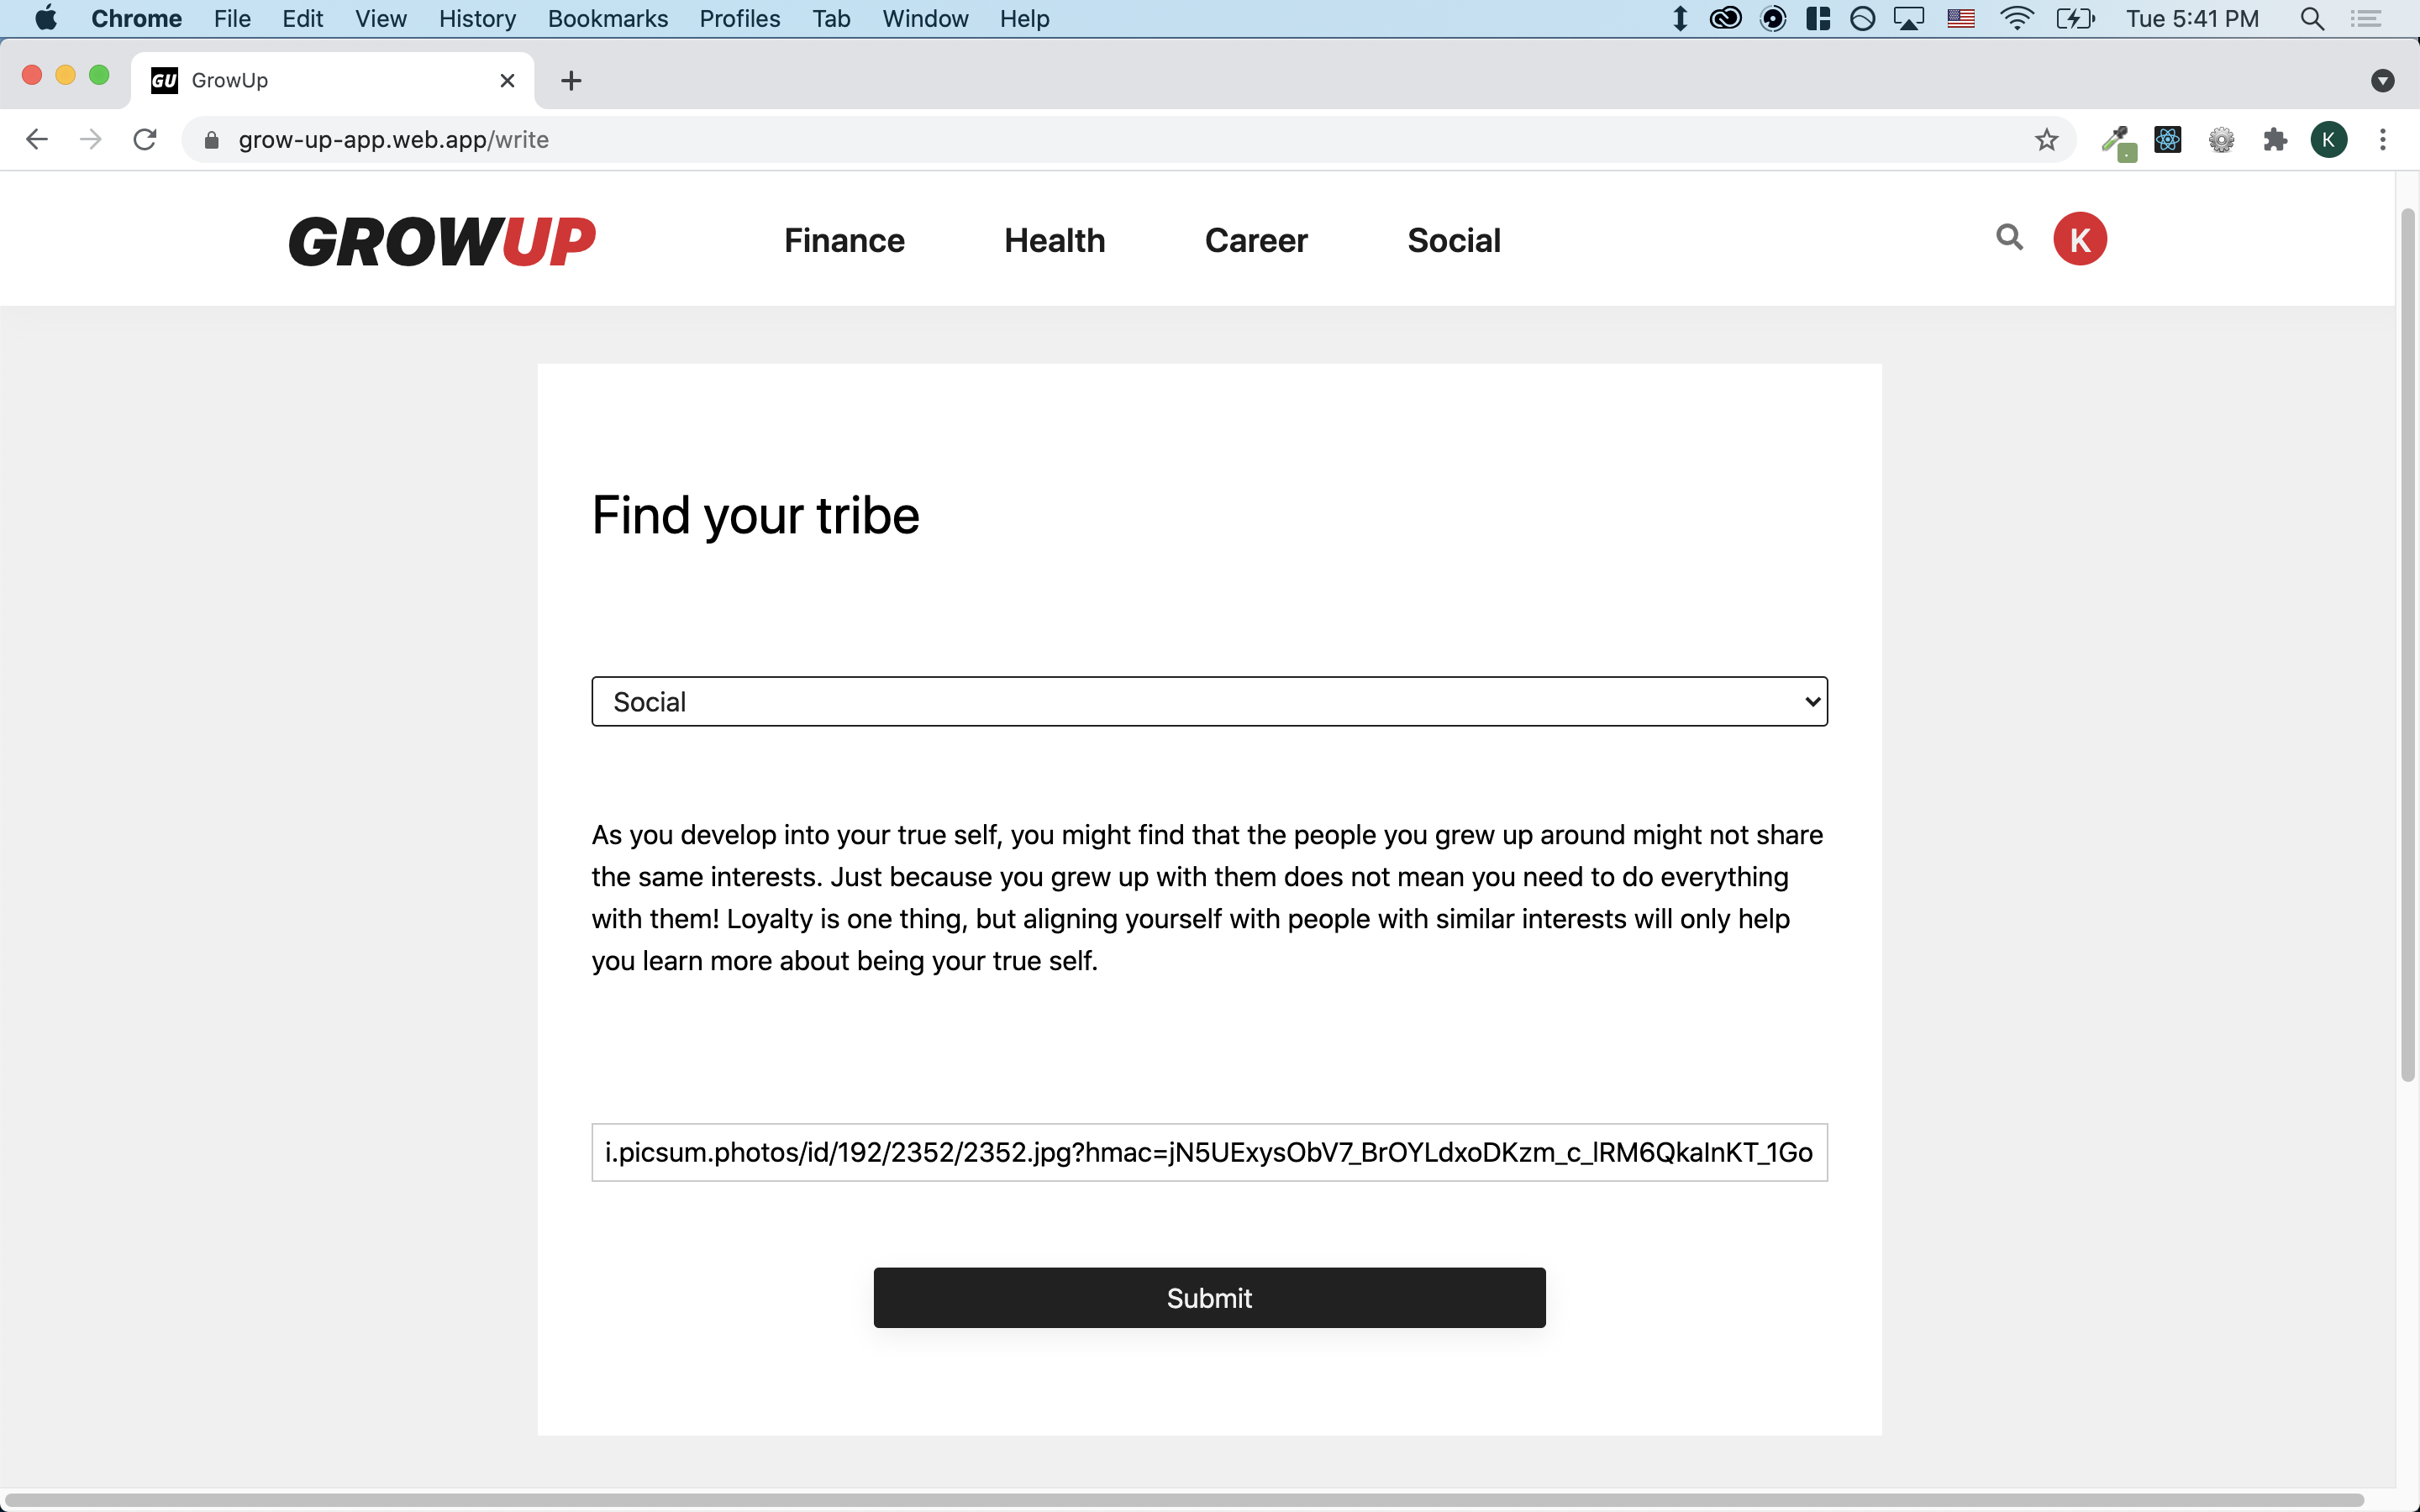 Chrome File Edit View History Bookmarks Profiles Tab Window Help Tue 5:41 PM
GU GrowUp
grow-up-app.web.app/write K
GROWUP Finance Health Career Social K
Find your tribe
Social
As you develop into your true self, you might find that the people you grew up around might not share
the same interests. Just because you grew up with them does not mean you need to do everything
with them! Loyalty is one thing, but aligning yourself with people with similar interests will only help
you learn more about being your true self.
i.picsum.photos/id/192/2352/2352.jpg?hmac=jN5UExysObV7_BrOYLdxoDKzm_c_lRM6QkaInKT_1Go
Submit